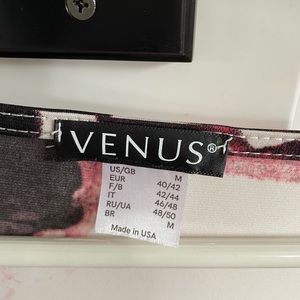 VENUS®
US/GB M
EUR 40/42
F/B 42/44
IT 46/48
RU/UA 48/50
BR M
Made in USA